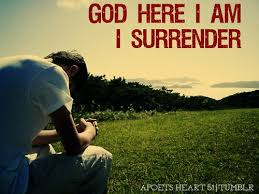 GOD HERE I AM
I SURRENDER
APOETS HEART 51|TUMBLR